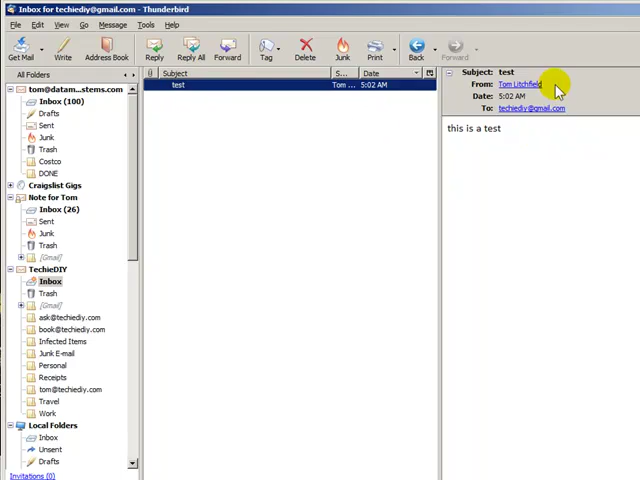 Inbox for techiediy@gmail.com - Thunderbird
File Edit View Go Message Tools Help
Get Mail Write Address Book Reply Reply All Forward Tag Delete Junk Print Back Forward
All Folders
tom@datam...stems.com
Inbox (100)
Drafts
Sent
Junk
Trash
Costco
DONE
Craigslist Gigs
Note for Tom
Inbox (26)
Sent
Junk
Trash
[Gmail]
TechieDIY
Inbox
Trash
[Gmail]
ask@techiediy.com
book@techiediy.com
Infected Items
Junk E-mail
Personal
Receipts
tom@techiediy.com
Travel
Work
Local Folders
Inbox
Unsent
Drafts
Invitations (0)
Subject S... Date
test Tom ... 5:02 AM
Subject: test
From: Tom Litchfield
Date: 5:02 AM
To: techiediy@gmail.com
this is a test